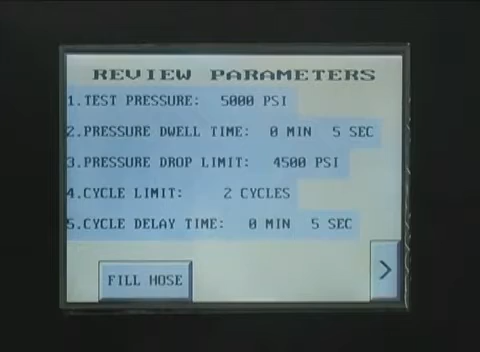 REVIEW PARAMETERS
1.TEST PRESSURE: 5000 PSI
2.PRESSURE DWELL TIME: 0 MIN 5 SEC
3.PRESSURE DROP LIMIT: 4500 PSI
4.CYCLE LIMIT: 2 CYCLES
5.CYCLE DELAY TIME: 0 MIN 5 SEC
FILL HOSE
>